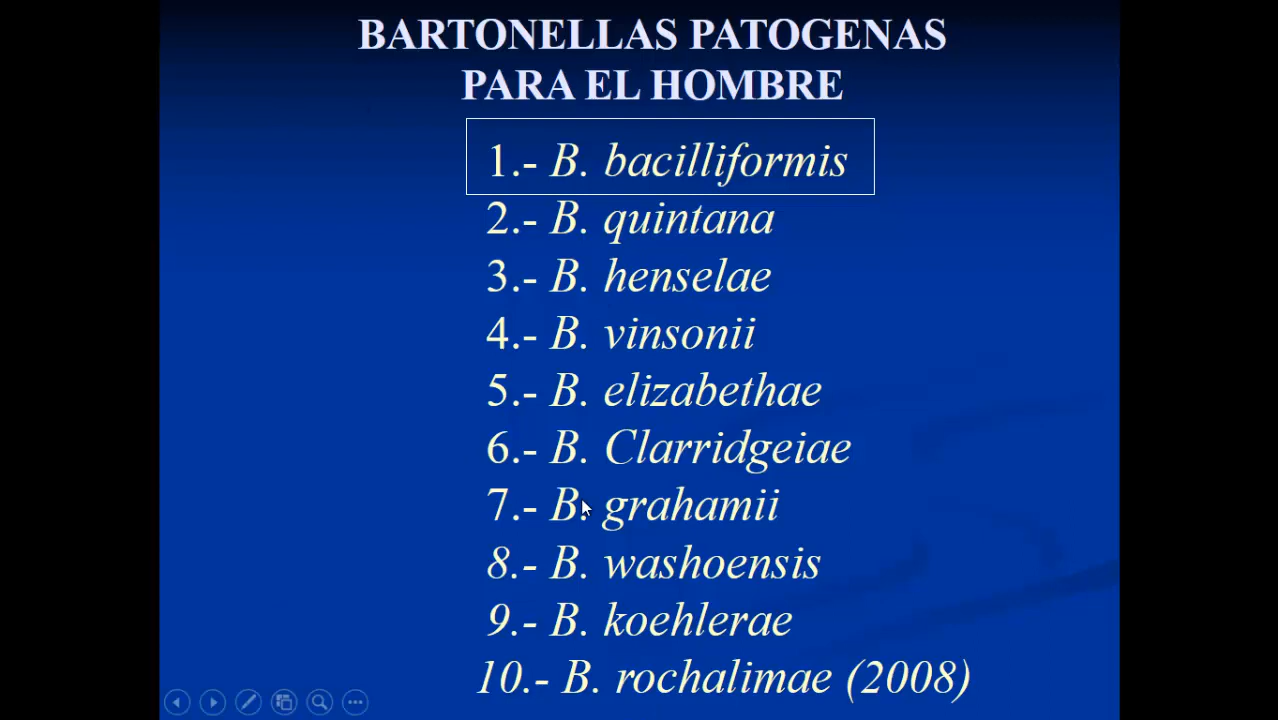 BARTONELLAS PATOGENAS
PARA EL HOMBRE
1.- B. bacilliformis
2.- B. quintana
3.- B. henselae
4.- B. vinsonii
5.- B. elizabethae
6.- B. Clarridgeiae
7.- B. grahamii
8.- B. washoensis
9.- B. koehlerae
10.- B. rochalimae (2008)